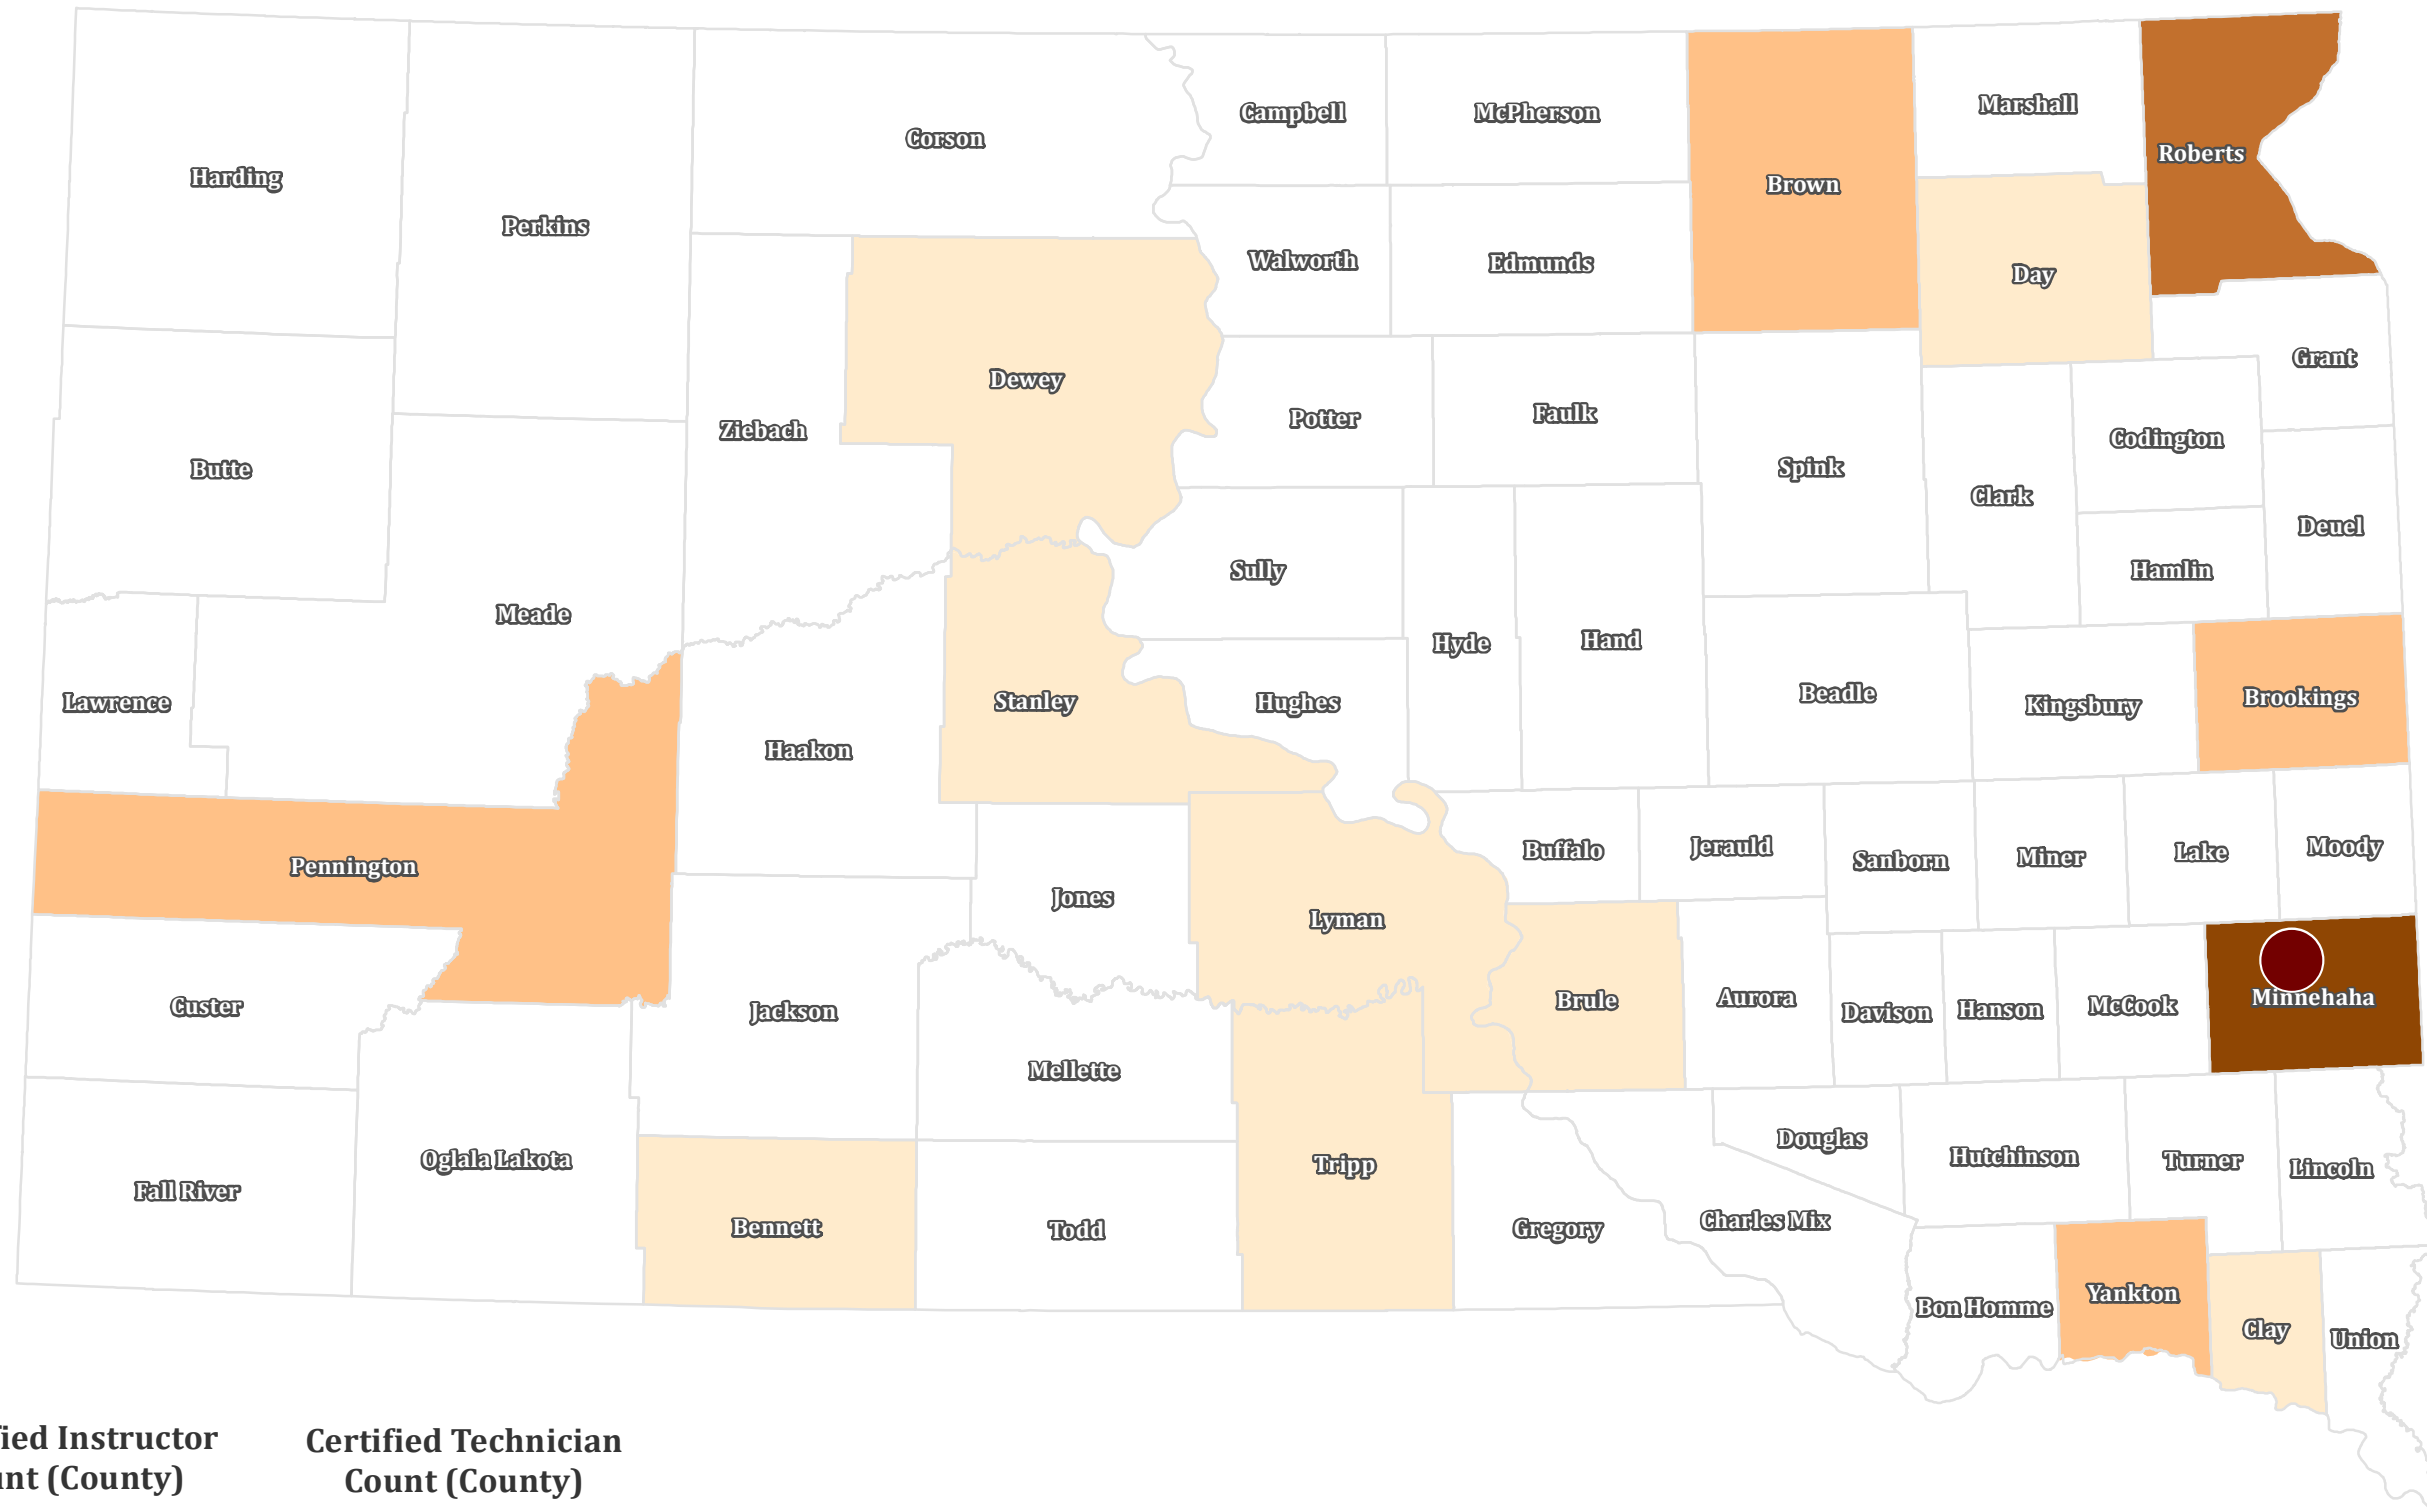 Campbell
McPherson
Marshall
Corson
Roberts
Harding
Brown
Perkins
Walworth
Edmunds
Day
Grant
Dewey
Potter
Faulk
Ziebach
Codington
Butte
Spink
Clark
Deuel
Sully
Hamlin
Meade
Hyde
Hand
Lawrence
Stanley
Hughes
Beadle
Kingsbury
Brookings
Haakon
Pennington
Buffalo
Jerauld
Sanborn
Miner
Lake
Moody
Jones
Lyman
Custer
Jackson
Brule
Aurora
Davison
Hanson
McCook
Minnehaha
Mellette
Oglala Lakota
Tripp
Douglas
Hutchinson
Turner
Lincoln
Fall River
Bennett
Todd
Gregory
Charles Mix
Bon Homme
Yankton
Clay
Union
fied Instructor
nt (County)
Certified Technician
Count (County)